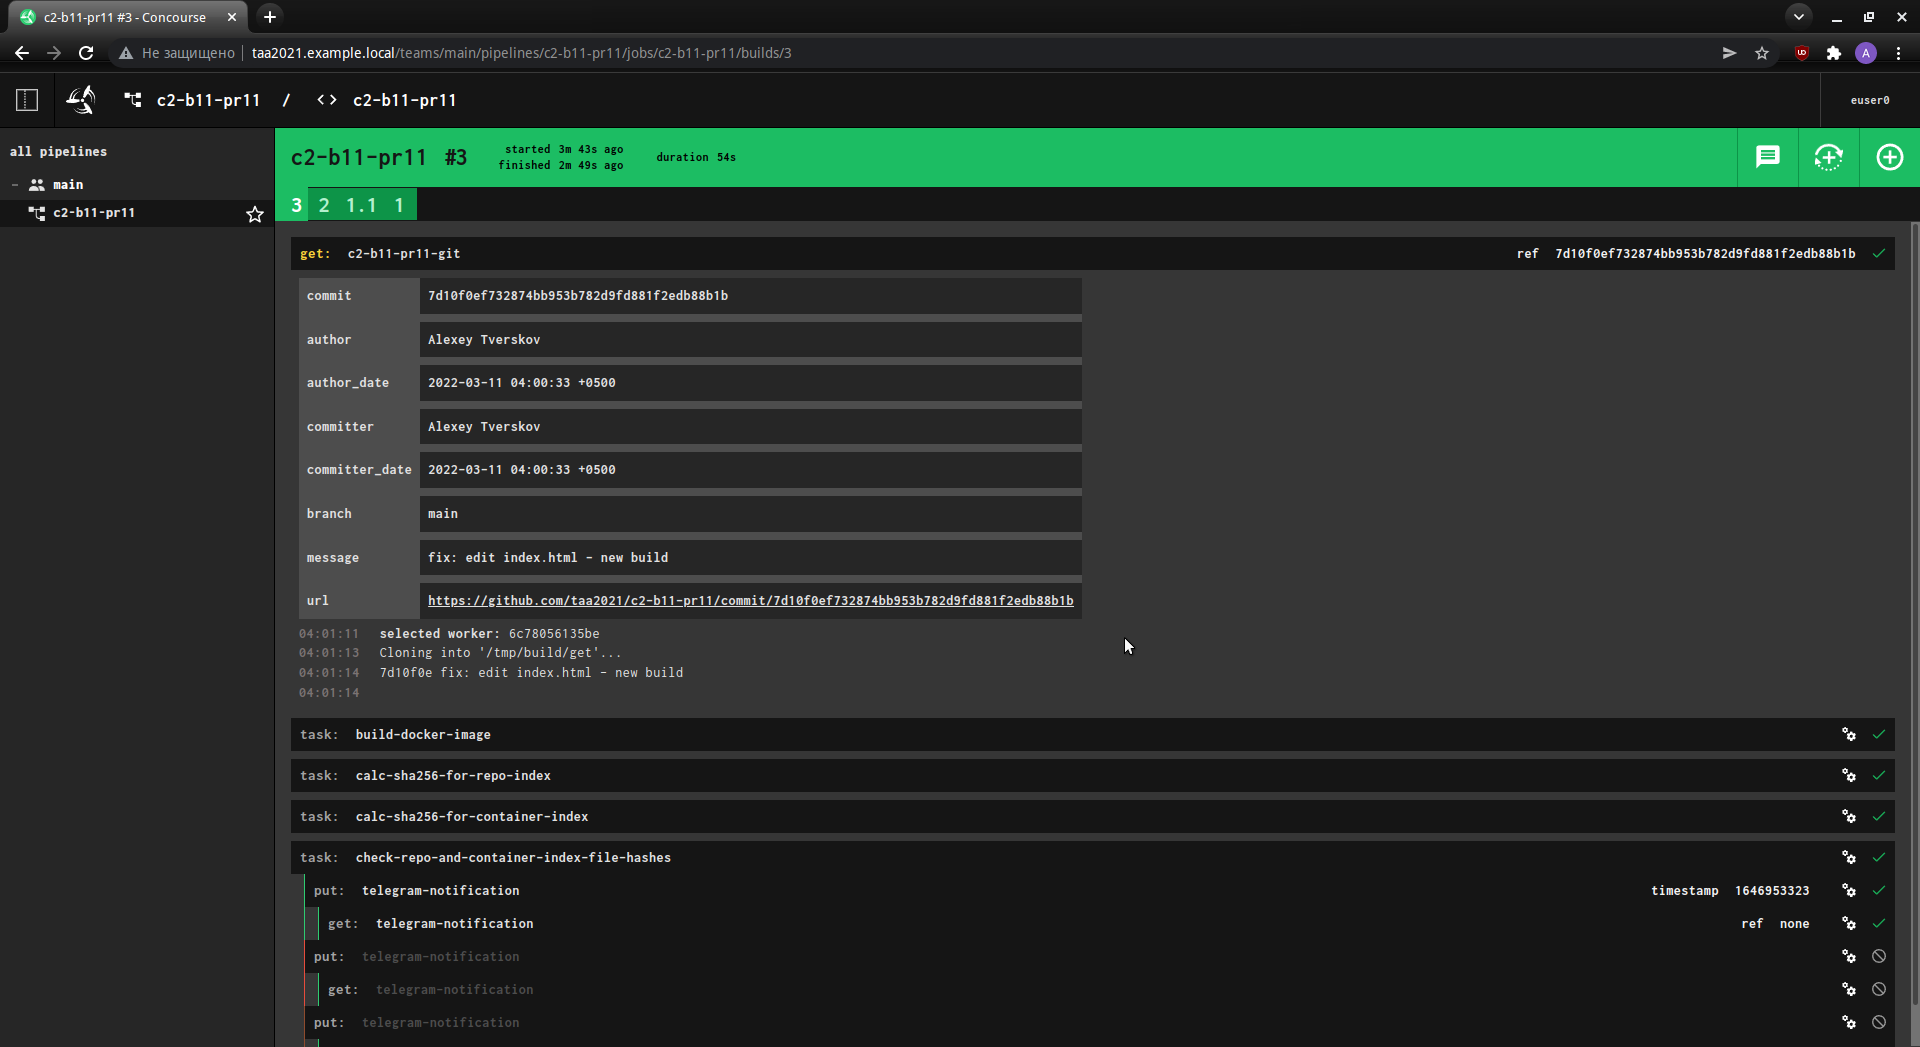 c2-b11-pr11 #3 - Concourse
Не защищено
taa2021.example.local/teams/main/pipelines/c2-b11-pr11/jobs/c2-b11-pr11/builds/3
A
c2-b11-pr11 / <> c2-b11-pr11
euser0
all pipelines
- main
c2-b11-pr11
c2-b11-pr11 #3
started 3m 43s ago
finished 2m 49s ago
duration 54s
3 2 1.1 1
get: c2-b11-pr11-git
ref 7d10f0ef732874bb953b782d9fd881f2edb88b1b
commit 7d10f0ef732874bb953b782d9fd881f2edb88b1b
author Alexey Tverskov
author_date 2022-03-11 04:00:33 +0500
committer Alexey Tverskov
committer_date 2022-03-11 04:00:33 +0500
branch main
message fix: edit index.html - new build
url https://github.com/taa2021/c2-b11-pr11/commit/7d10f0ef732874bb953b782d9fd881f2edb88b1b
04:01:11 selected worker: 6c78056135be
04:01:13 Cloning into '/tmp/build/get'...
04:01:14 7d10f0e fix: edit index.html - new build
04:01:14
task: build-docker-image
task: calc-sha256-for-repo-index
task: calc-sha256-for-container-index
task: check-repo-and-container-index-file-hashes
put: telegram-notification timestamp 1646953323
get: telegram-notification ref none
put: telegram-notification
get: telegram-notification
put: telegram-notification